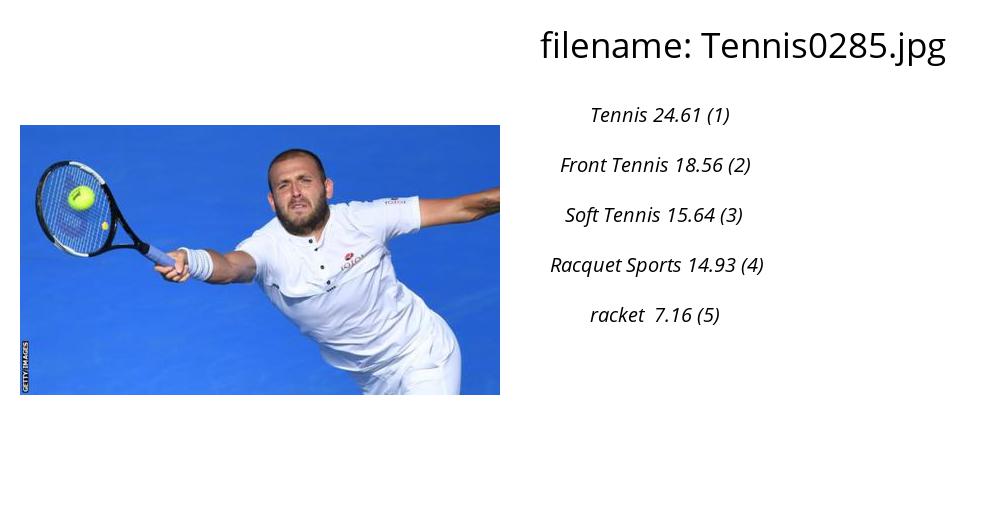 filename: Tennis0285.jpg
Tennis 24.61 (1)
Front Tennis 18.56 (2)
Soft Tennis 15.64 (3)
Racquet Sports 14.93 (4)
racket  7.16 (5)
GETTY IMAGES